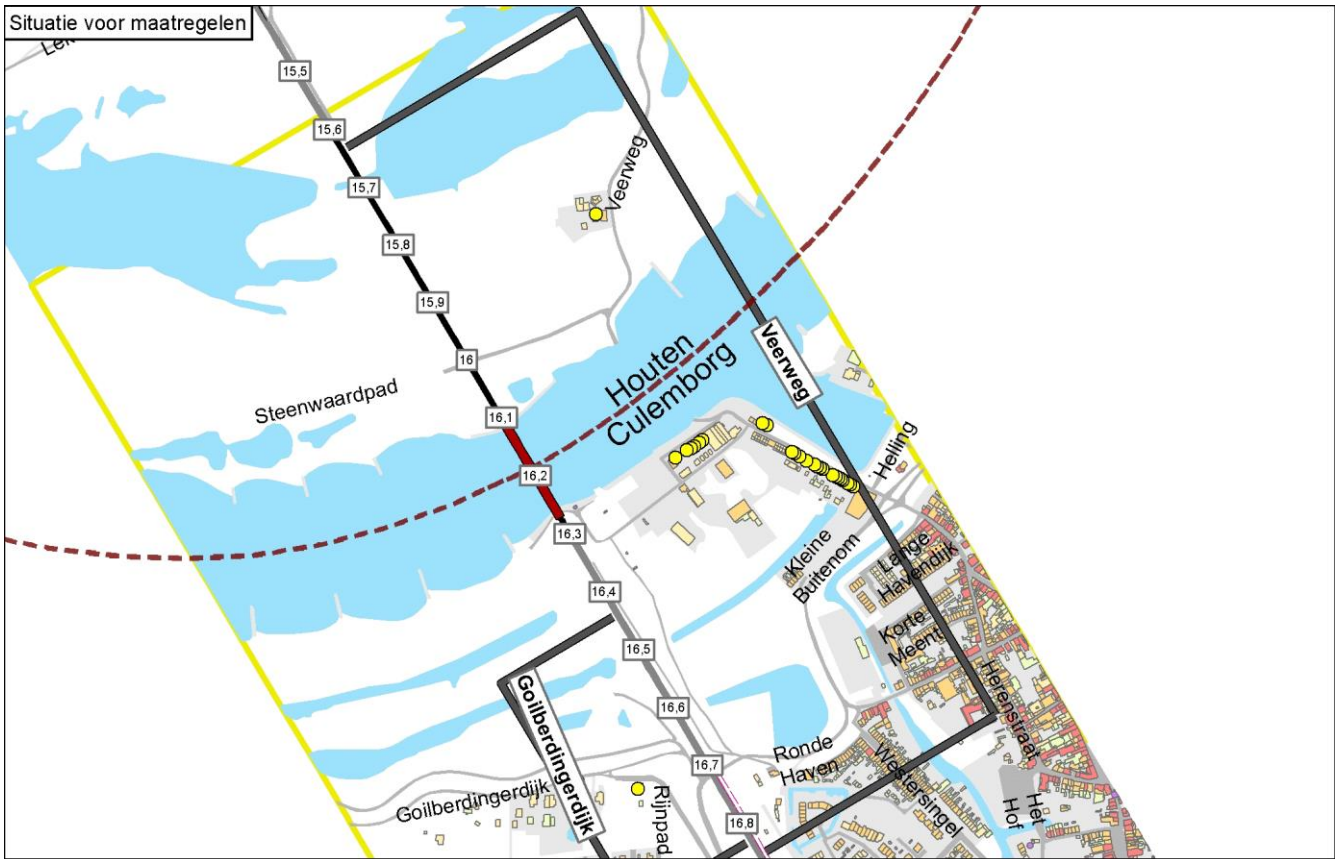 Situatie voor maatregelen
15,5
15,6
15,7
Veerweg
15,8
15,9
16
Houten
Culemborg
Veerweg
Steenwaardpad
16,1
16,2
Helling
16,3
Kleine
Buitenom
Lange
Havendijk
16,4
Korte
Meent
16,5
Herenstraat
Goilberdingerdijk
16,6
Ronde
Haven
16,7
Westersingel
Goilberdingerdijk
Rijnpad
Het
Hof
16,8